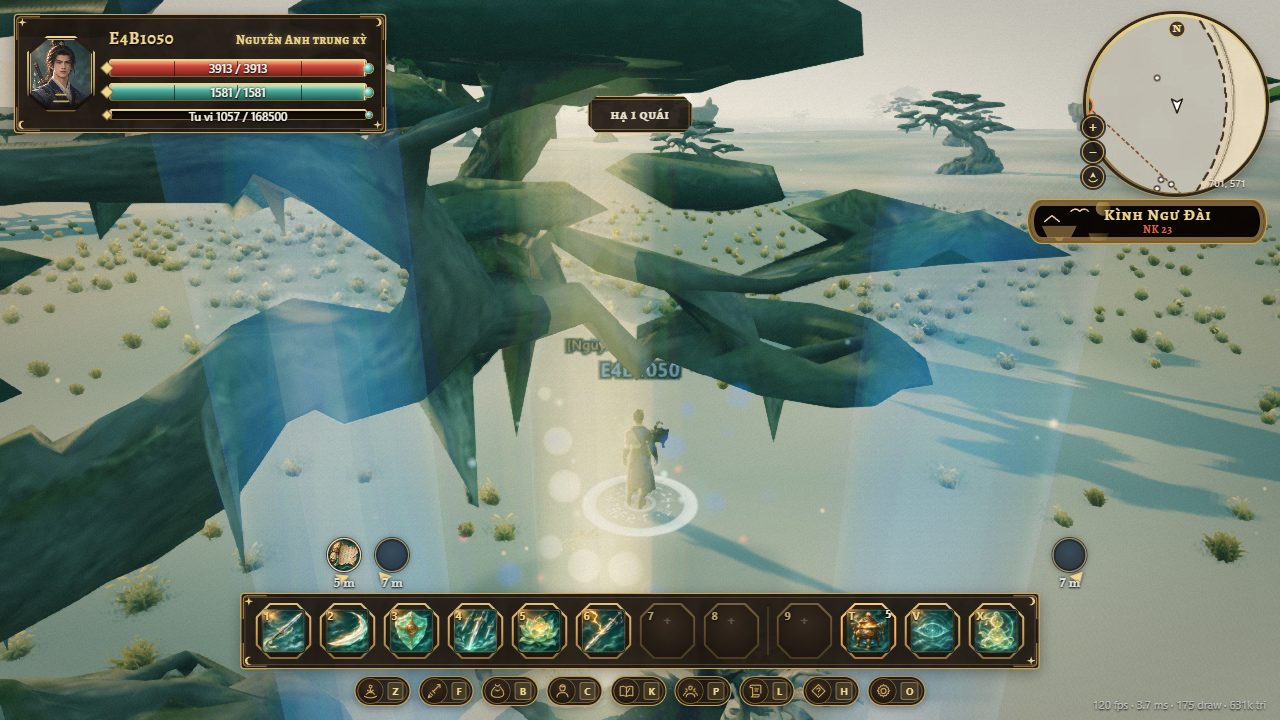 E4B1050 Nguyên Anh trung kỳ
3913 / 3913
1581 / 1581
Tu vi 1057 / 168500
HẠ 1 QUÁI
N
+
−
701, 571
Kình Ngư Đài
NK 23
[Nguy
E4B1050
5 m
7 m
7 m
1 2 3 4 5 6 7 8 9 T 5 V X
Z F B C K P L H O
120 fps · 3.7 ms · 175 draw · 631k tri